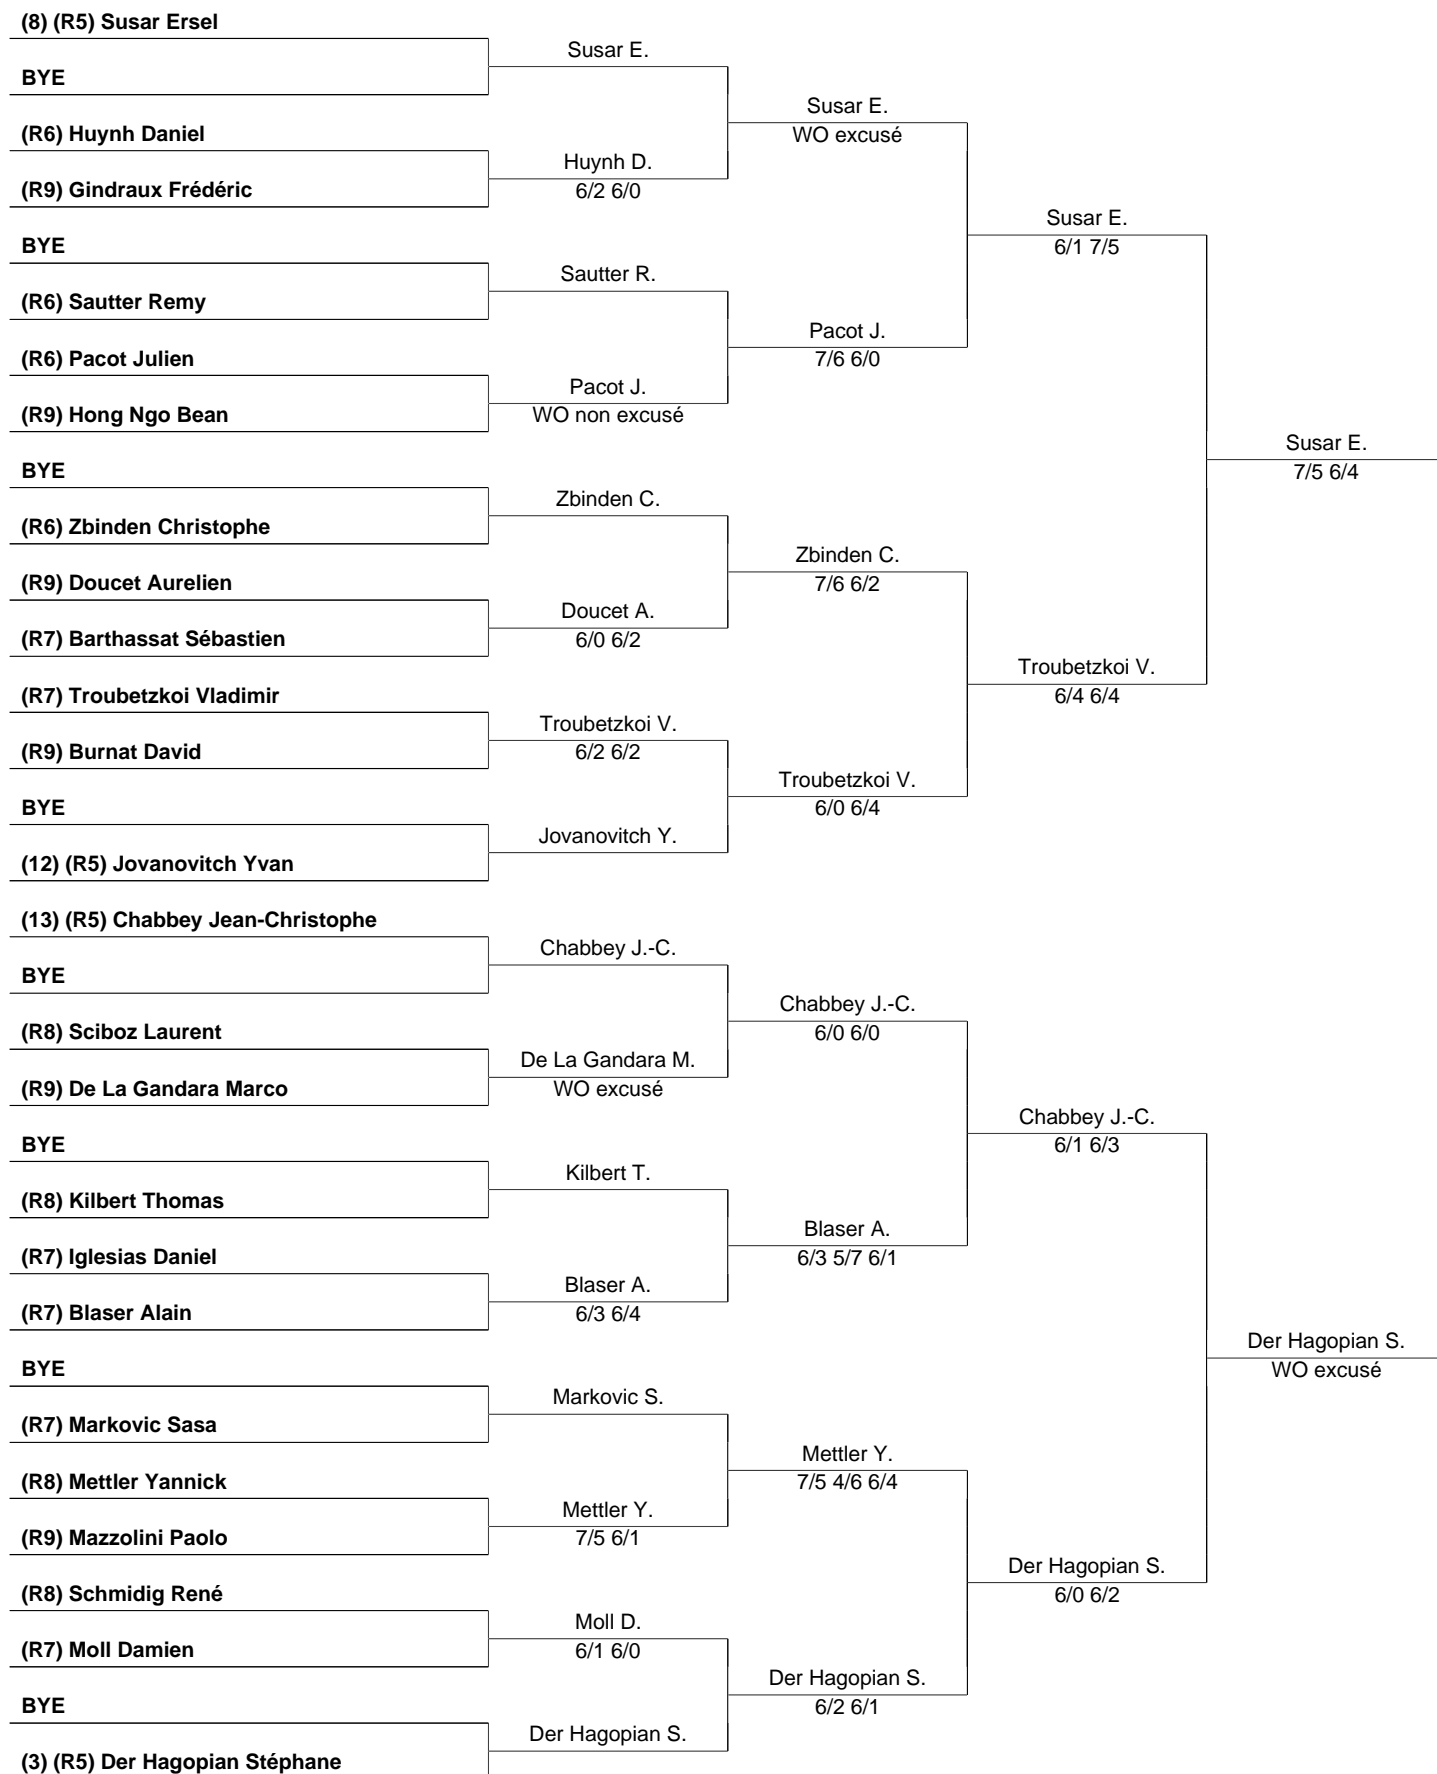 (8) (R5) Susar Ersel
Susar E.
BYE
Susar E.
WO excusé
(R6) Huynh Daniel
Huynh D.
6/2 6/0
(R9) Gindraux Frédéric
Susar E.
6/1 7/5
BYE
Sautter R.
(R6) Sautter Remy
Pacot J.
7/6 6/0
(R6) Pacot Julien
Pacot J.
WO non excusé
(R9) Hong Ngo Bean
Susar E.
7/5 6/4
BYE
Zbinden C.
(R6) Zbinden Christophe
Zbinden C.
7/6 6/2
(R9) Doucet Aurelien
Doucet A.
6/0 6/2
(R7) Barthassat Sébastien
Troubetzkoi V.
6/4 6/4
(R7) Troubetzkoi Vladimir
Troubetzkoi V.
6/2 6/2
(R9) Burnat David
Troubetzkoi V.
6/0 6/4
BYE
Jovanovitch Y.
(12) (R5) Jovanovitch Yvan
(13) (R5) Chabbey Jean-Christophe
Chabbey J.-C.
BYE
Chabbey J.-C.
6/0 6/0
(R8) Sciboz Laurent
De La Gandara M.
WO excusé
(R9) De La Gandara Marco
Chabbey J.-C.
6/1 6/3
BYE
Kilbert T.
(R8) Kilbert Thomas
Blaser A.
6/3 5/7 6/1
(R7) Iglesias Daniel
Blaser A.
6/3 6/4
(R7) Blaser Alain
Der Hagopian S.
WO excusé
BYE
Markovic S.
(R7) Markovic Sasa
Mettler Y.
7/5 4/6 6/4
(R8) Mettler Yannick
Mettler Y.
7/5 6/1
(R9) Mazzolini Paolo
Der Hagopian S.
6/0 6/2
(R8) Schmidig René
Moll D.
6/1 6/0
(R7) Moll Damien
Der Hagopian S.
6/2 6/1
BYE
Der Hagopian S.
(3) (R5) Der Hagopian Stéphane